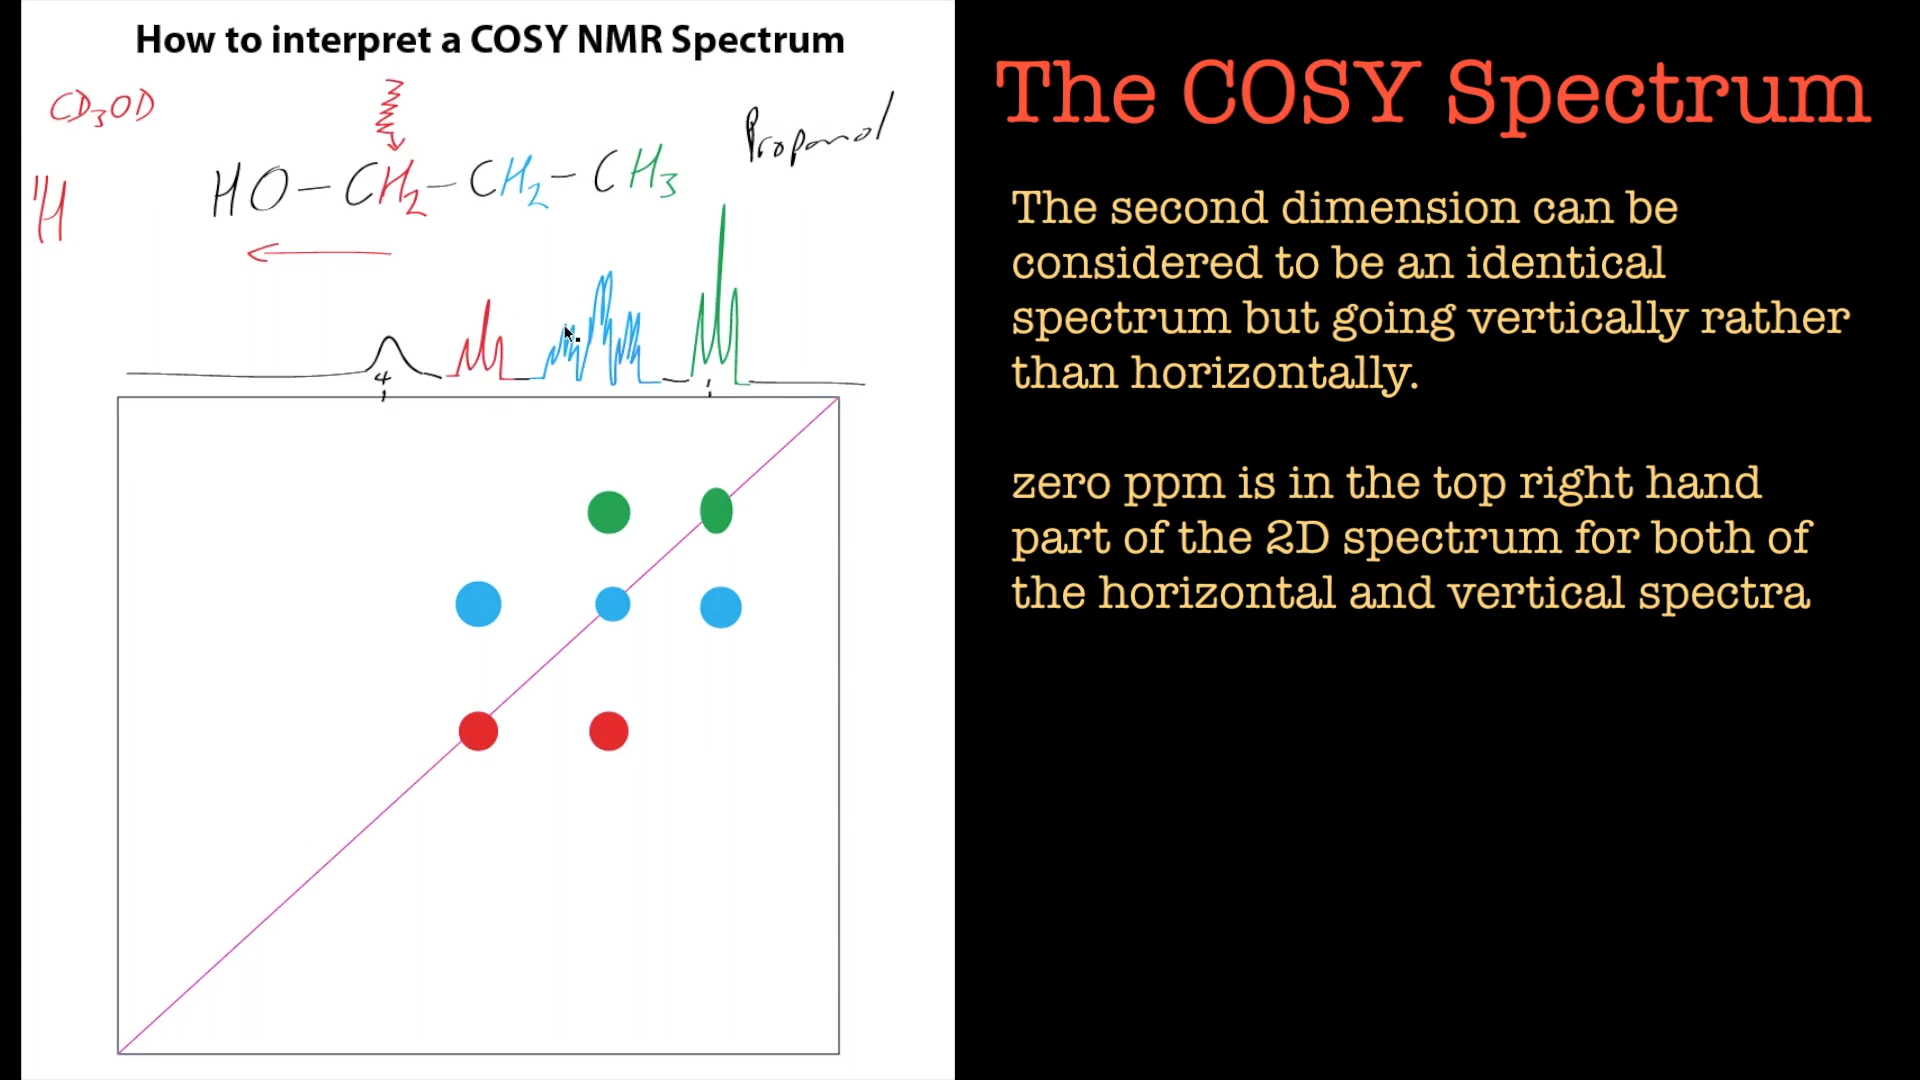 How to interpret a COSY NMR Spectrum
CD₃OD
Propanol
HO–CH₂–CH₂–CH₃
¹H
4
1
The COSY Spectrum
The second dimension can be
considered to be an identical
spectrum but going vertically rather
than horizontally.
zero ppm is in the top right hand
part of the 2D spectrum for both of
the horizontal and vertical spectra